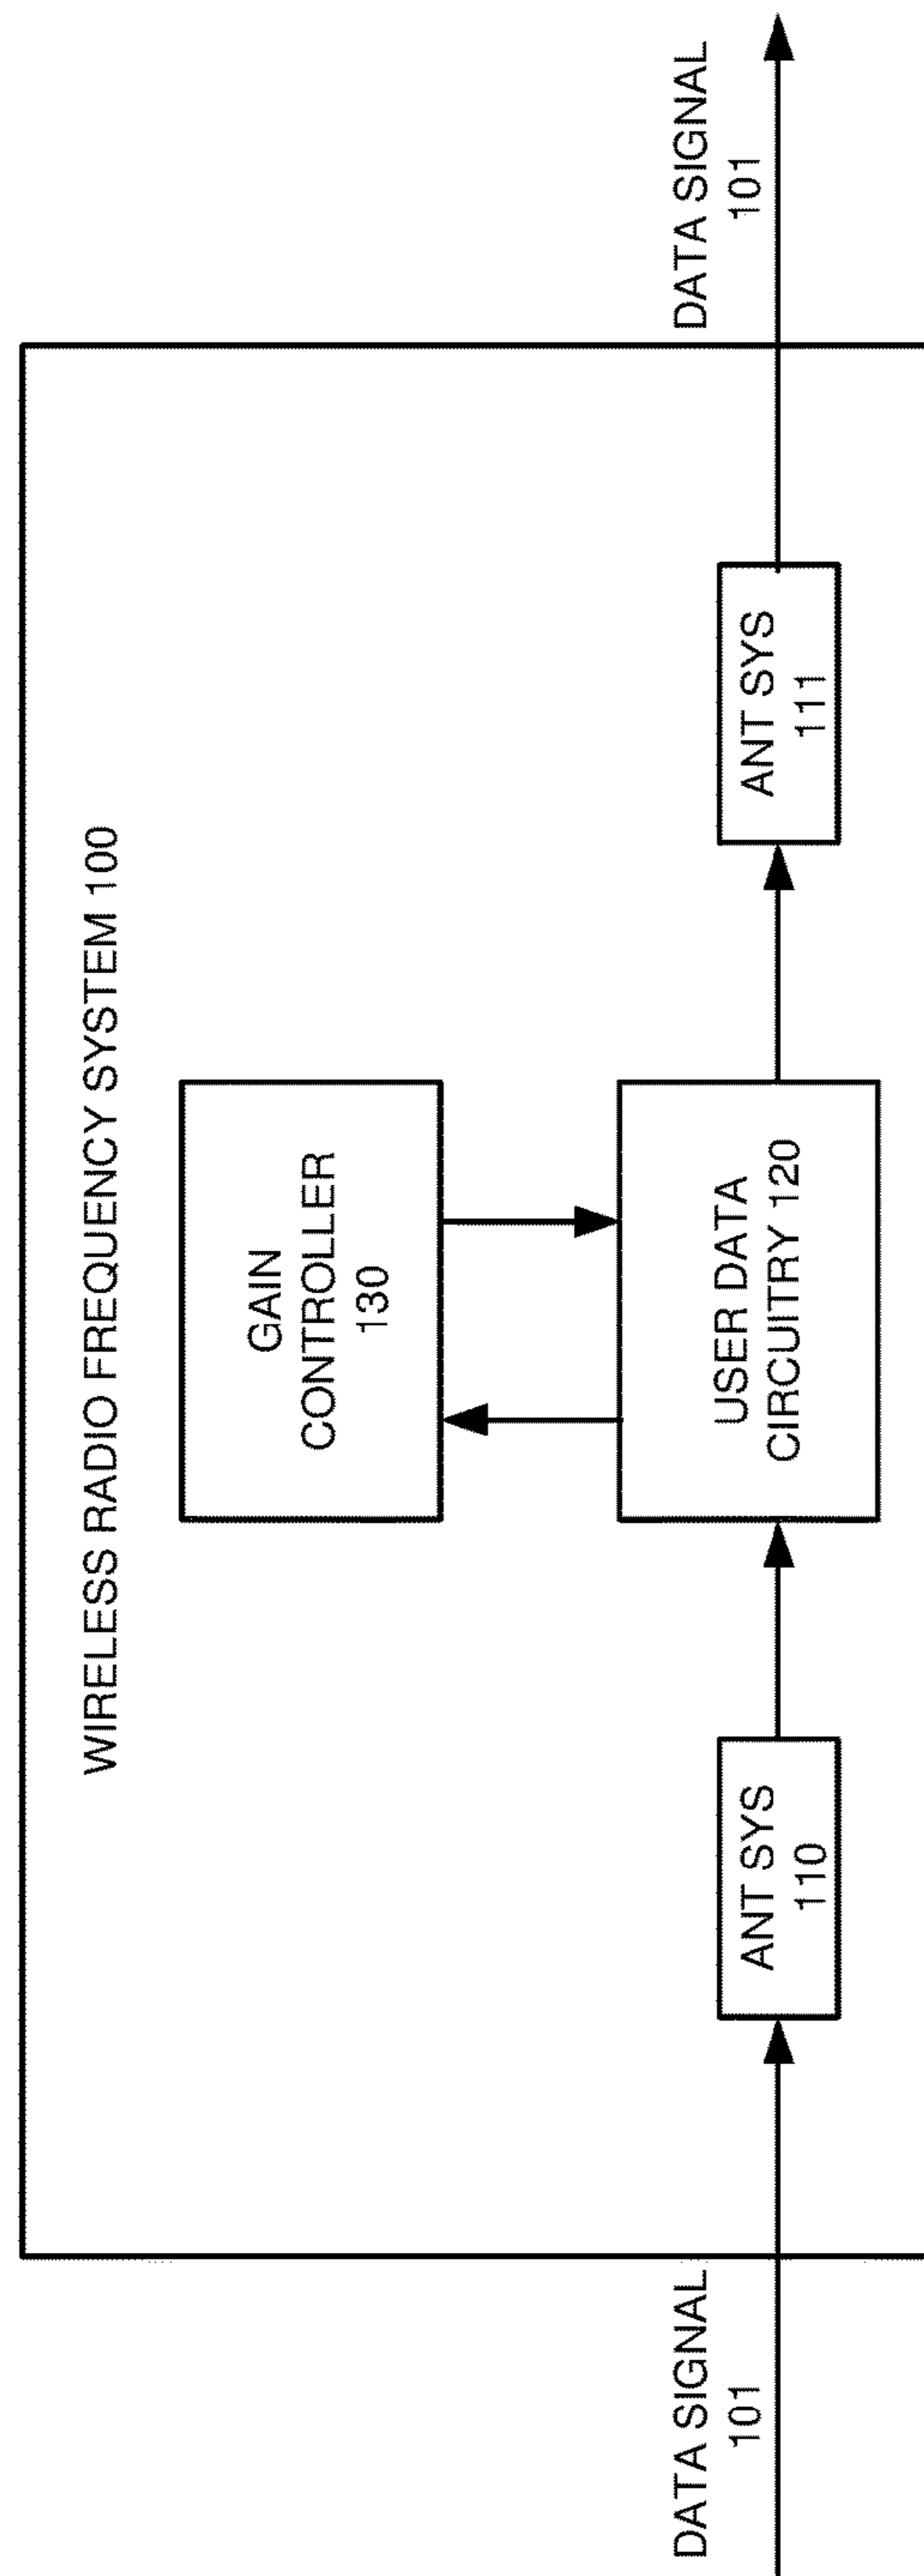 WIRELESS RADIO FREQUENCY SYSTEM 100
GAIN
CONTROLLER
130
DATA SIGNAL
101
ANT SYS
110
USER DATA
CIRCUITRY 120
ANT SYS
111
DATA SIGNAL
101